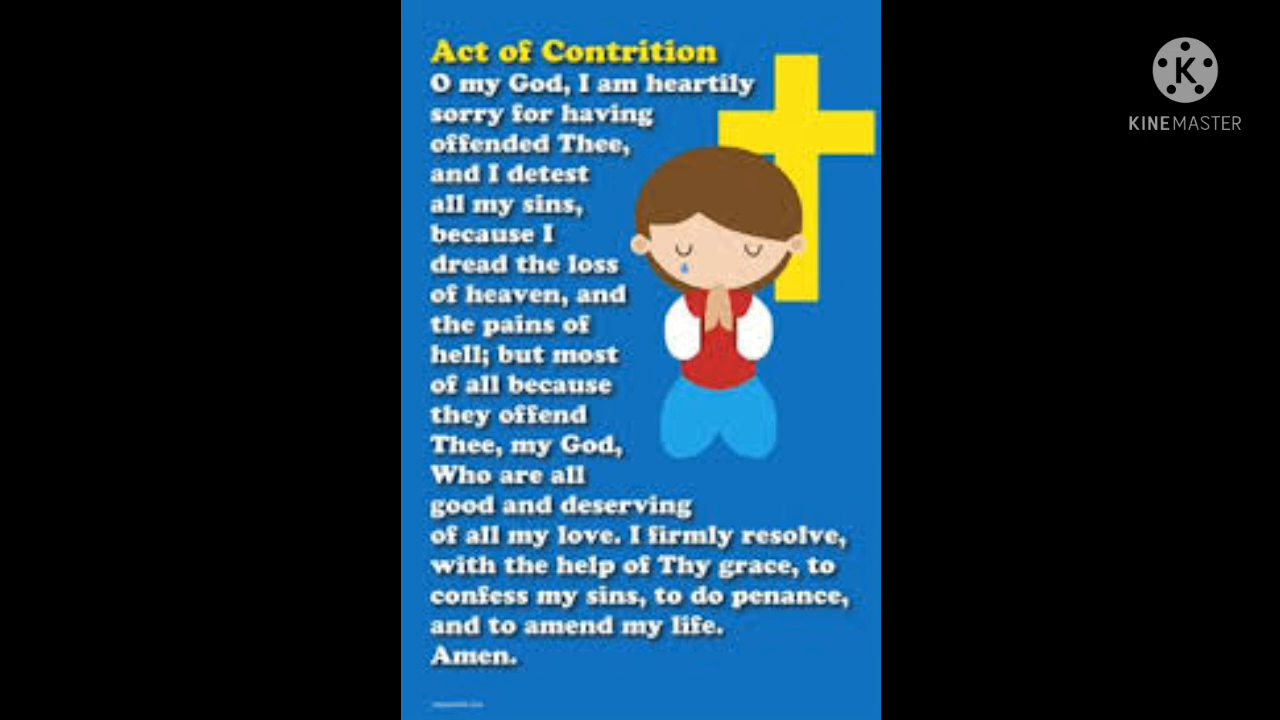 Act of Contrition
O my God, I am heartily
sorry for having
offended Thee,
and I detest
all my sins,
because I
dread the loss
of heaven, and
the pains of
hell; but most
of all because
they offend
Thee, my God,
Who are all
good and deserving
of all my love. I firmly resolve,
with the help of Thy grace, to
confess my sins, to do penance,
and to amend my life.
Amen.
K
KINEMASTER